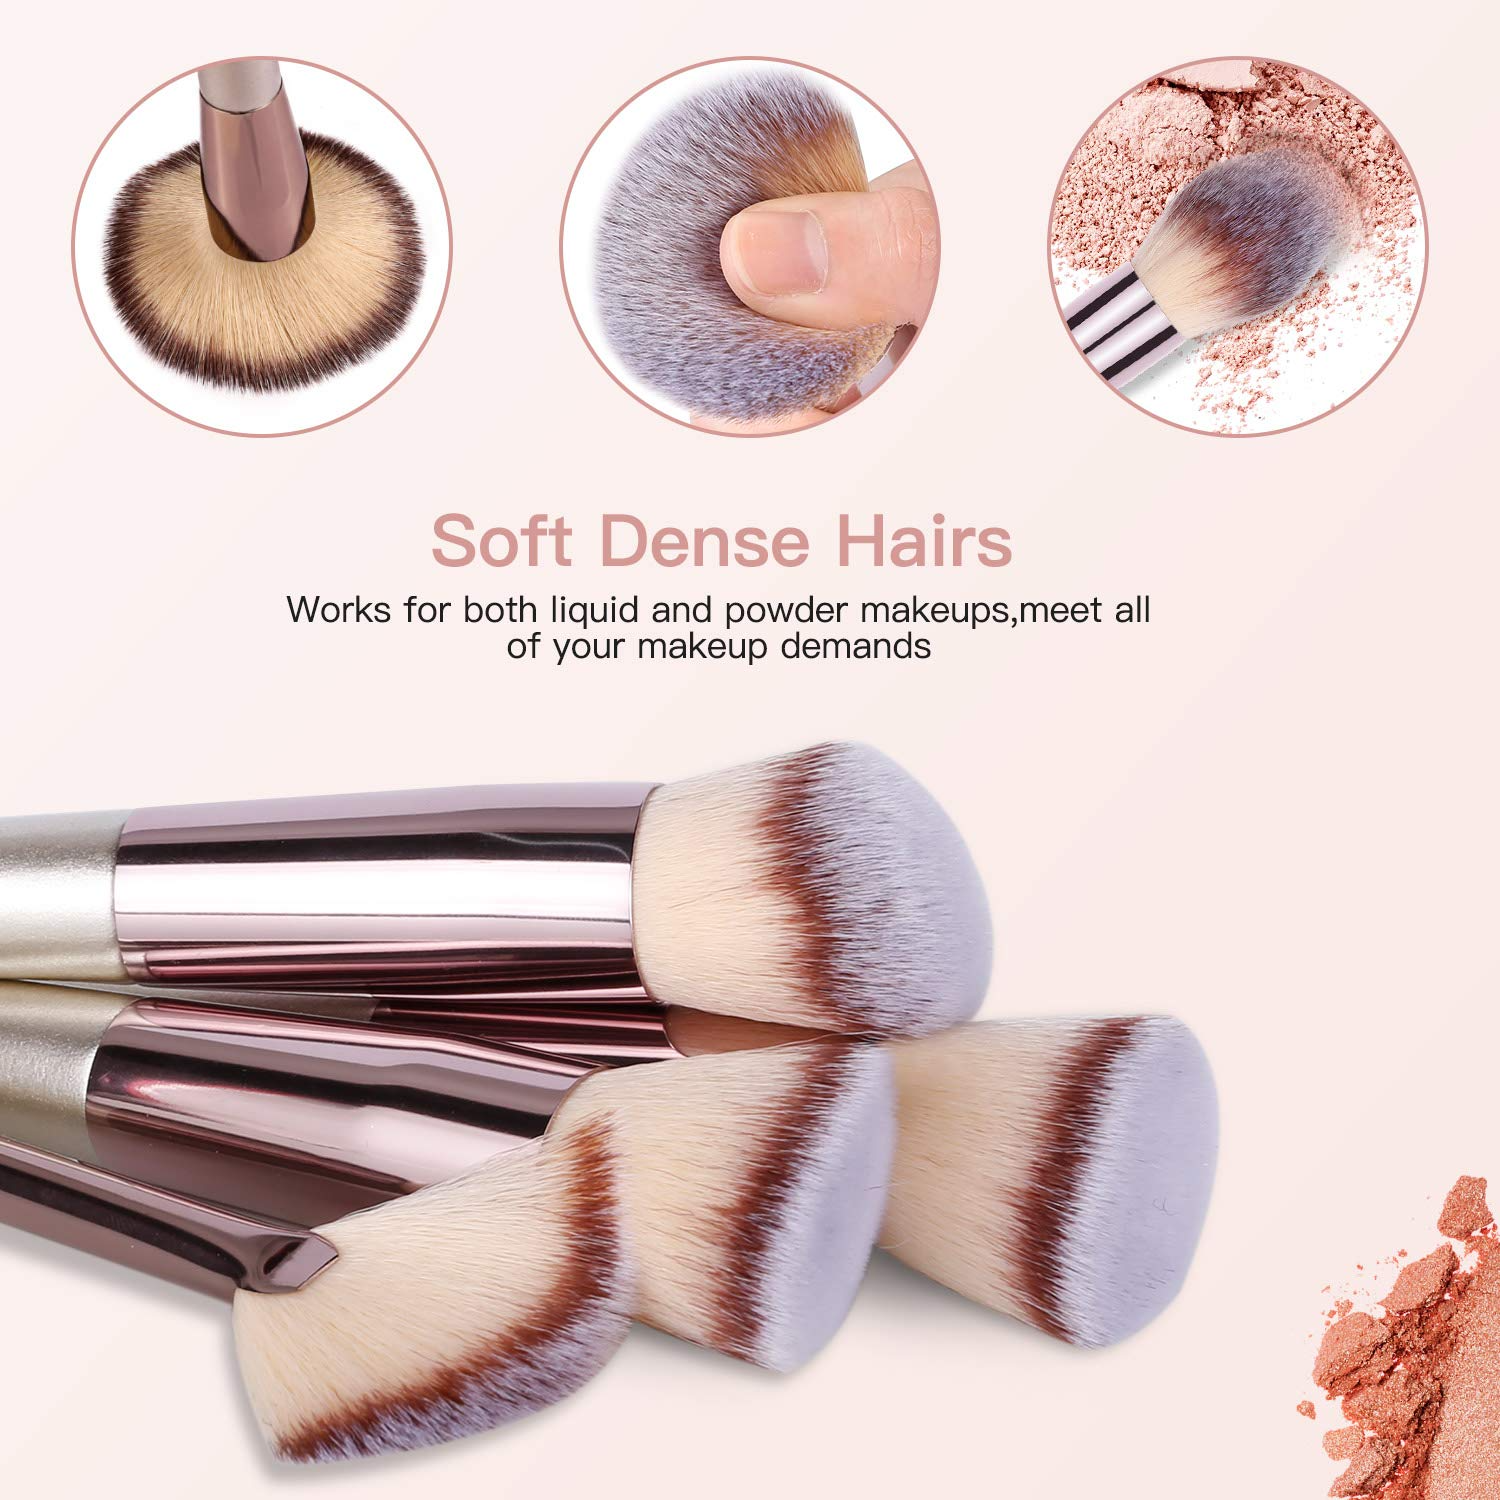 Soft Dense Hairs
Works for both liquid and powder makeups,meet all
of your makeup demands